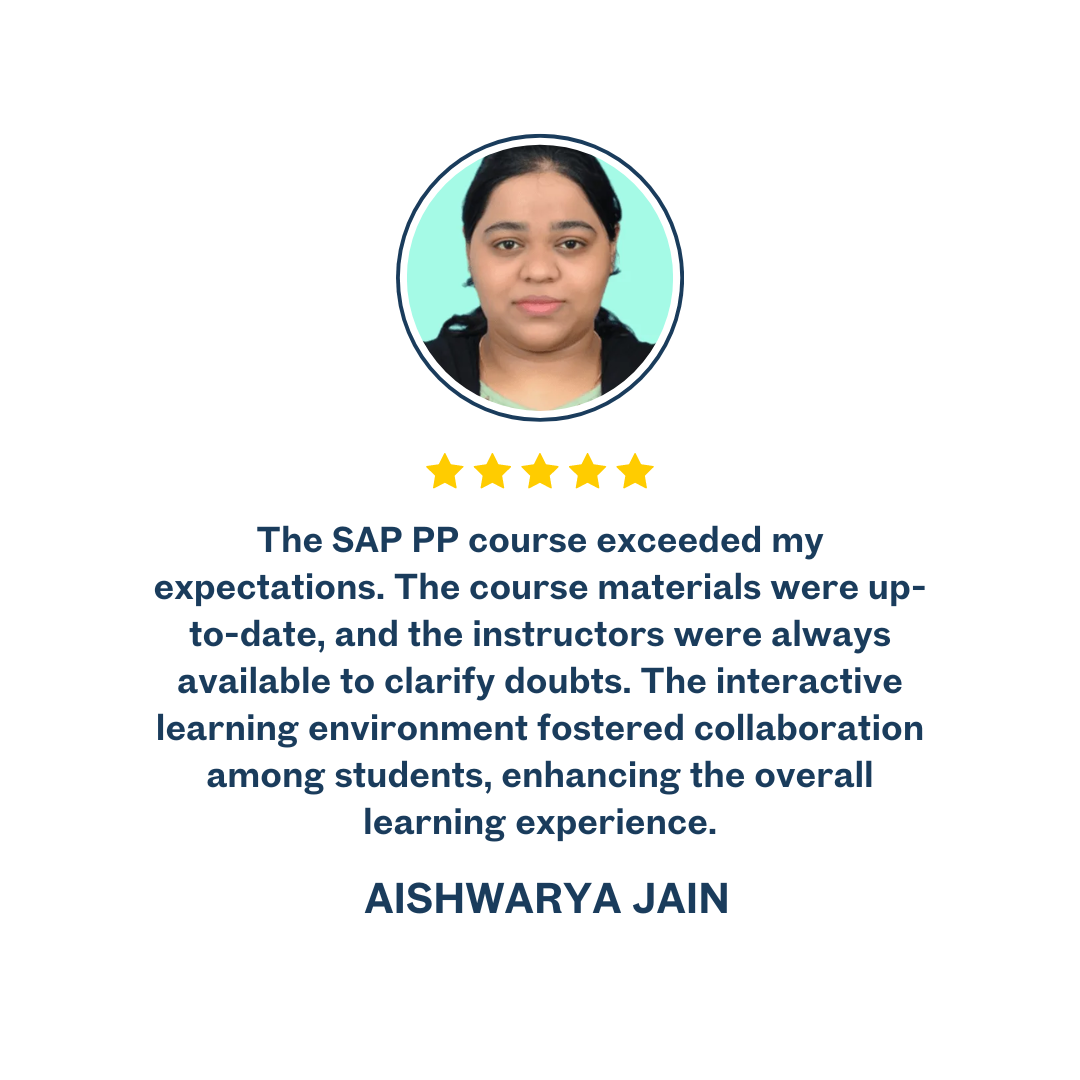 The SAP PP course exceeded my
expectations. The course materials were up-
to-date, and the instructors were always
available to clarify doubts. The interactive
learning environment fostered collaboration
among students, enhancing the overall
learning experience.
AISHWARYA JAIN